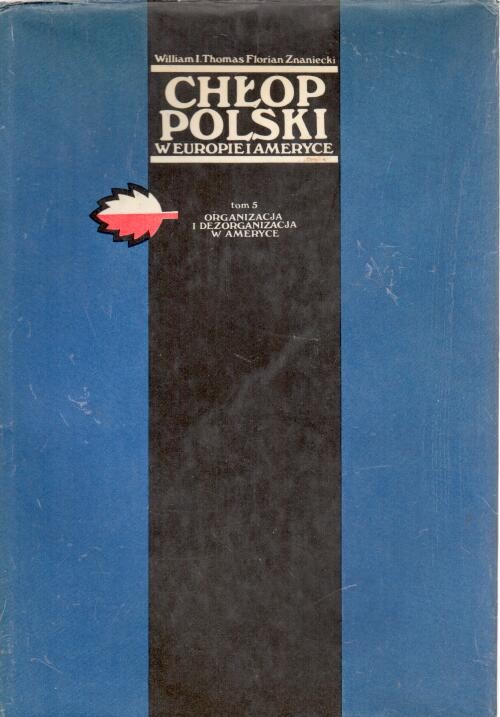 William I. Thomas Florian Znaniecki
CHŁOP
POLSKI
W EUROPIE I AMERYCE
tom 5
ORGANIZACJA
I DEZORGANIZACJA
W AMERYCE